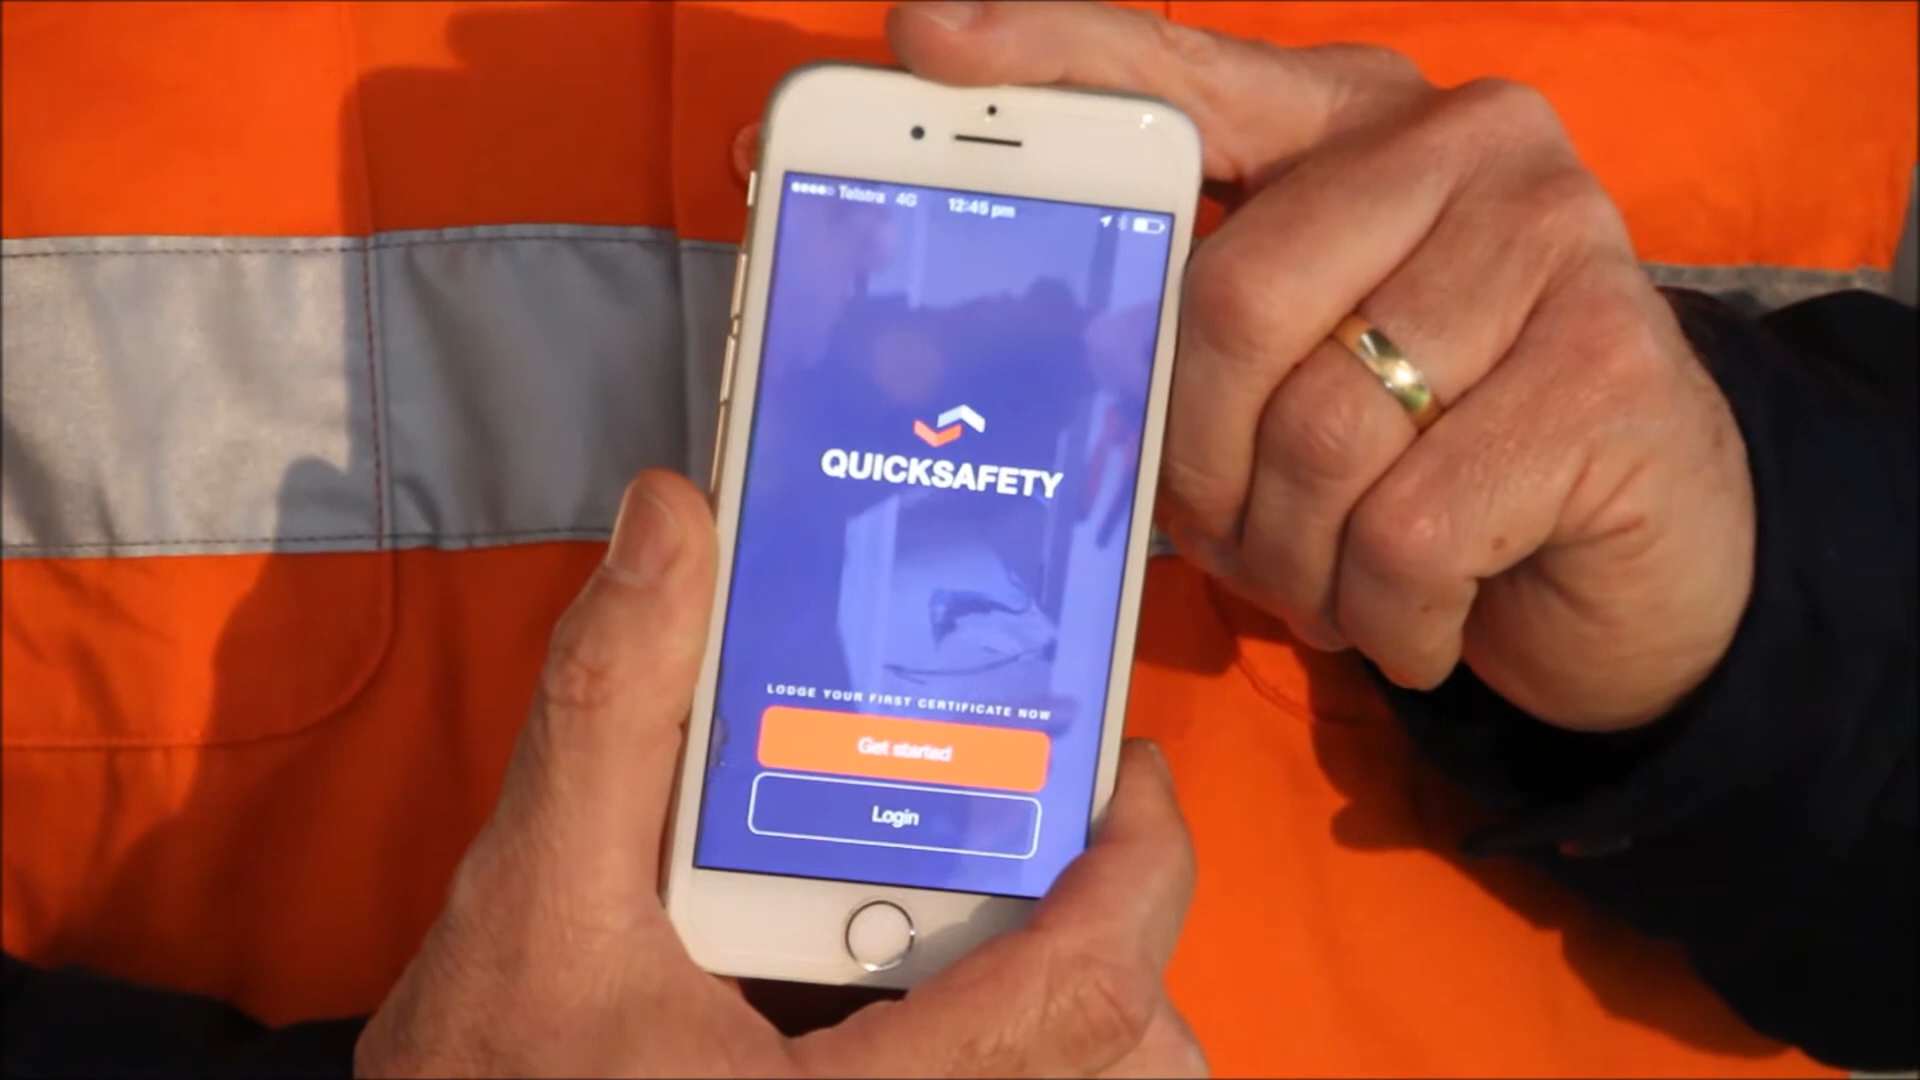 Telstra 4G 12:45 pm
QUICKSAFETY
LODGE YOUR FIRST CERTIFICATE NOW
Get started
Login